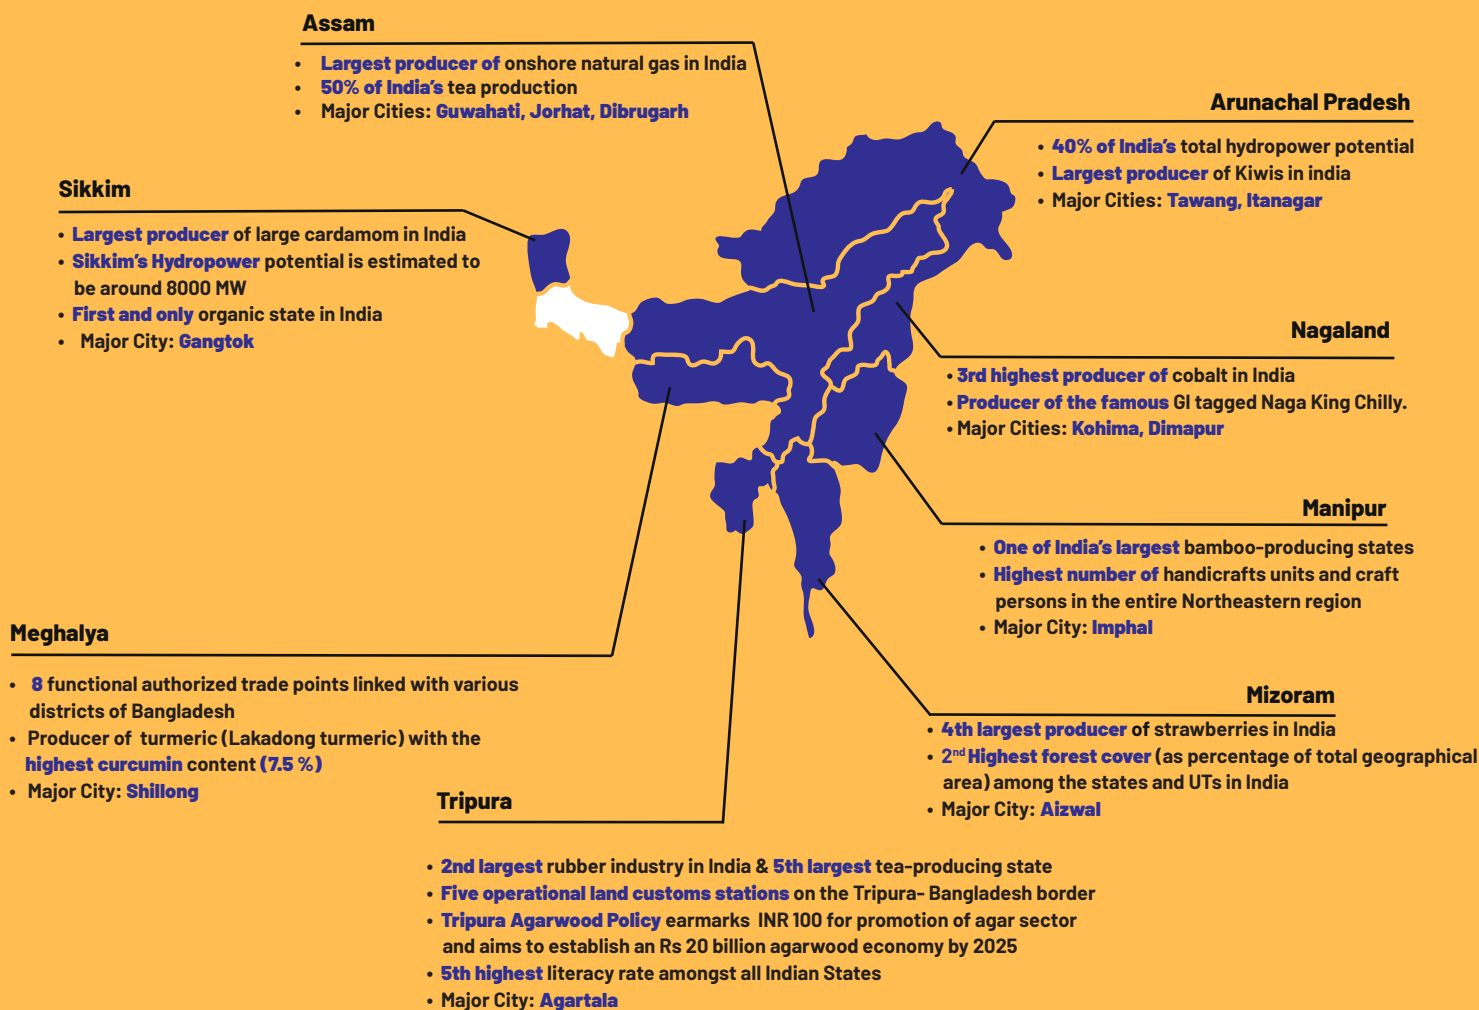 Assam
• Largest producer of onshore natural gas in India
• 50% of India's tea production
• Major Cities: Guwahati, Jorhat, Dibrugarh
Arunachal Pradesh
• 40% of India's total hydropower potential
• Largest producer of Kiwis in india
• Major Cities: Tawang, Itanagar
Sikkim
• Largest producer of large cardamom in India
• Sikkim's Hydropower potential is estimated to
be around 8000 MW
• First and only organic state in India
• Major City: Gangtok
Nagaland
• 3rd highest producer of cobalt in India
• Producer of the famous GI tagged Naga King Chilly.
• Major Cities: Kohima, Dimapur
Manipur
• One of India's largest bamboo-producing states
• Highest number of handicrafts units and craft
persons in the entire Northeastern region
• Major City: Imphal
Meghalya
• 8 functional authorized trade points linked with various
districts of Bangladesh
• Producer of turmeric (Lakadong turmeric) with the
highest curcumin content (7.5 %)
• Major City: Shillong
Mizoram
• 4th largest producer of strawberries in India
• 2nd Highest forest cover (as percentage of total geographical
area) among the states and UTs in India
• Major City: Aizwal
Tripura
• 2nd largest rubber industry in India & 5th largest tea-producing state
• Five operational land customs stations on the Tripura- Bangladesh border
• Tripura Agarwood Policy earmarks INR 100 for promotion of agar sector
and aims to establish an Rs 20 billion agarwood economy by 2025
• 5th highest literacy rate amongst all Indian States
• Major City: Agartala